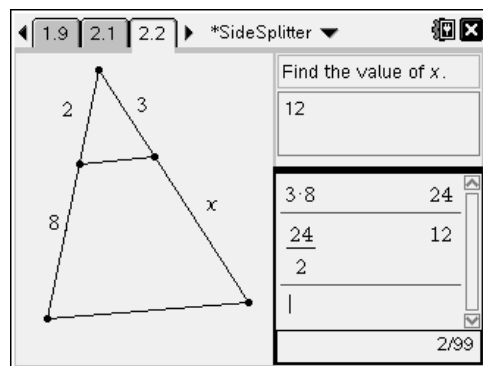 1.9 2.1 2.2 *SideSplitter
2 3
8 x
Find the value of x.
12
3·8 24
24 12
2
2/99